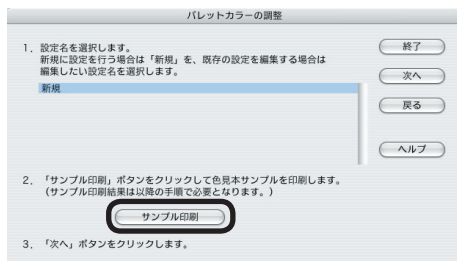 パレットカラーの調整
1. 設定名を選択します。
新規に設定を行う場合は「新規」を、既存の設定を編集する場合は
編集したい設定名を選択します。
新規
終了
次へ
戻る
ヘルプ
2. 「サンプル印刷」ボタンをクリックして色見本サンプルを印刷します。
(サンプル印刷結果は以降の手順で必要となります。)
サンプル印刷
3. 「次へ」ボタンをクリックします。